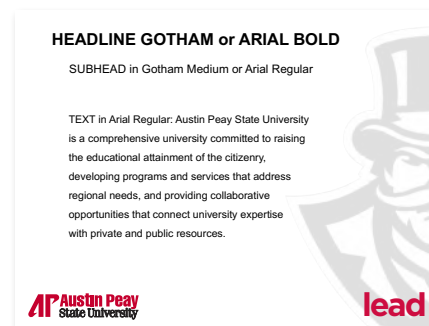 HEADLINE GOTHAM or ARIAL BOLD
SUBHEAD in Gotham Medium or Arial Regular
TEXT in Arial Regular: Austin Peay State University
is a comprehensive university committed to raising
the educational attainment of the citizenry,
developing programs and services that address
regional needs, and providing collaborative
opportunities that connect university expertise
with private and public resources.
AP Austin Peay
State University
lead